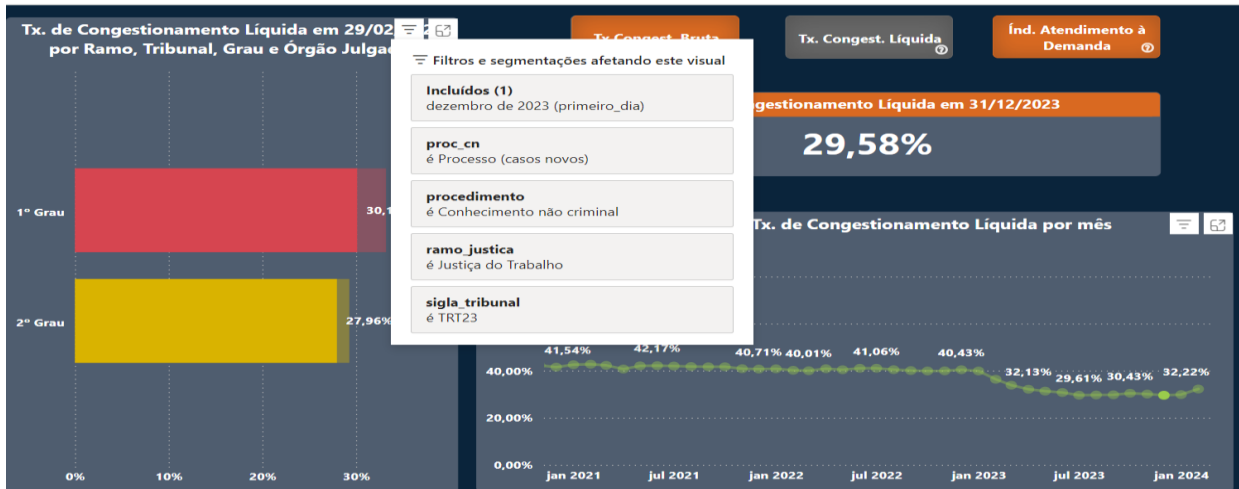 Tx. de Congestionamento Líquida em 29/02
por Ramo, Tribunal, Grau e Órgão
1º Grau
2º Grau
30,1
27,96%
0%
10%
20%
30%
Filtros e segmentações afetando este visual
Incluídos (1)
dezembro de 2023 (primeiro_dia)
proc_cn
é Processo (casos novos)
procedimento
é Conhecimento não criminal
ramo_justica
é Justiça do Trabalho
sigla_tribunal
é TRT23
Tx. Congest. Bruta
Tx. Congest. Líquida
Índ. Atendimento à
Demanda
Líquida em 31/12/2023
29,58%
Tx. de Congestionamento Líquida por mês
41,54%
42,17%
40,71%
40,01%
41,06%
40,43%
32,13%
29,61%
30,43%
32,22%
40,00%
20,00%
0,00%
jan 2021
jul 2021
jan 2022
jul 2022
jan 2023
jul 2023
jan 2024